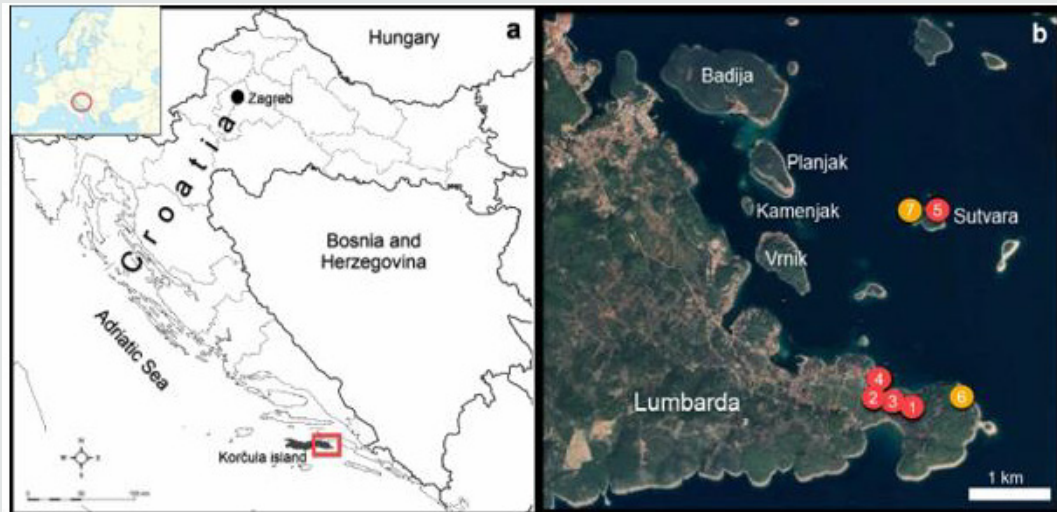 a
Hungary
Zagreb
Croatia
Bosnia and
Herzegovina
Adriatic Sea
Korčula island
N
W
E
S
b
Badija
Planjak
Kamenjak
7
5
Sutvara
Vrnik
4
2
3
1
6
Lumbarda
1 km